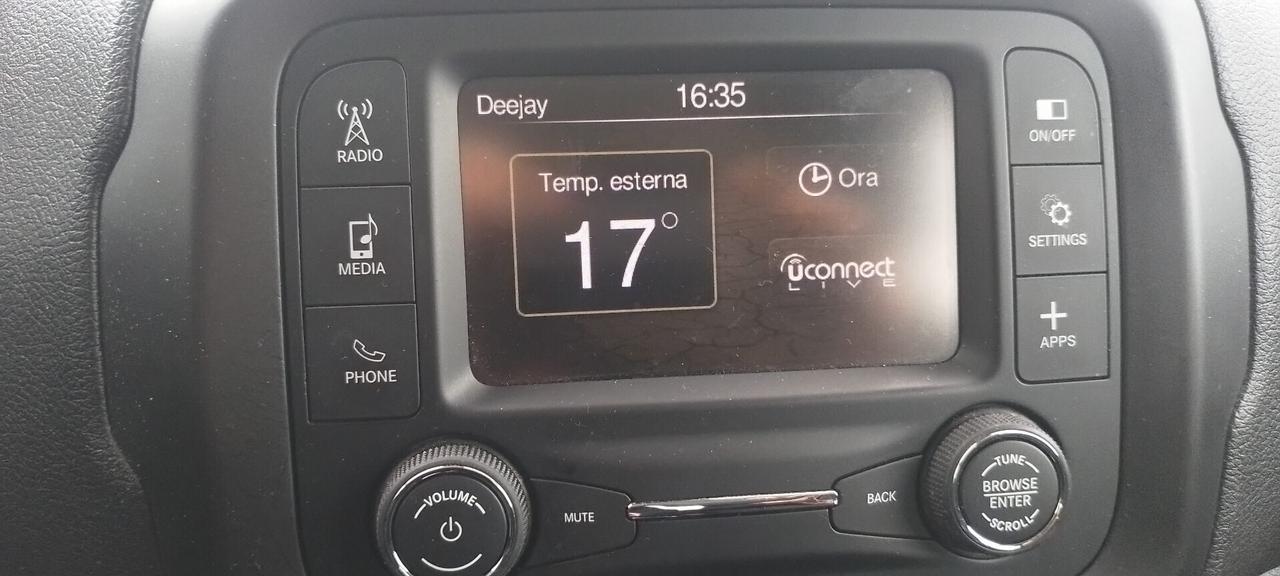 Deejay
16:35
Temp. esterna
17°
Ora
uconnect
LIVE
RADIO
MEDIA
PHONE
ON/OFF
SETTINGS
APPS
VOLUME
MUTE
BACK
TUNE
BROWSE
ENTER
SCROLL